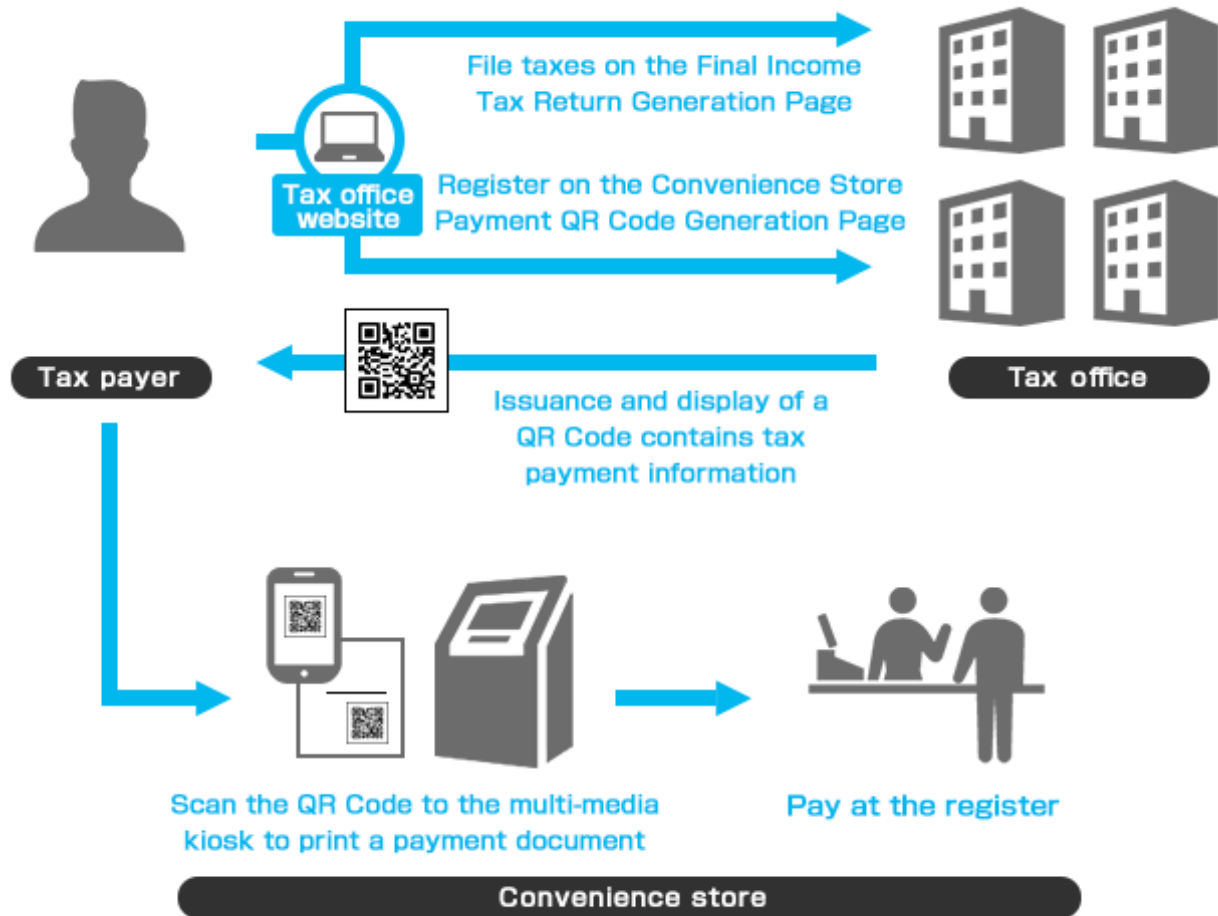 File taxes on the Final Income
Tax Return Generation Page
Tax office
website
Register on the Convenience Store
Payment QR Code Generation Page
Tax payer
Tax office
Issuance and display of a
QR Code contains tax
payment information
Scan the QR Code to the multi-media
kiosk to print a payment document
Pay at the register
Convenience store